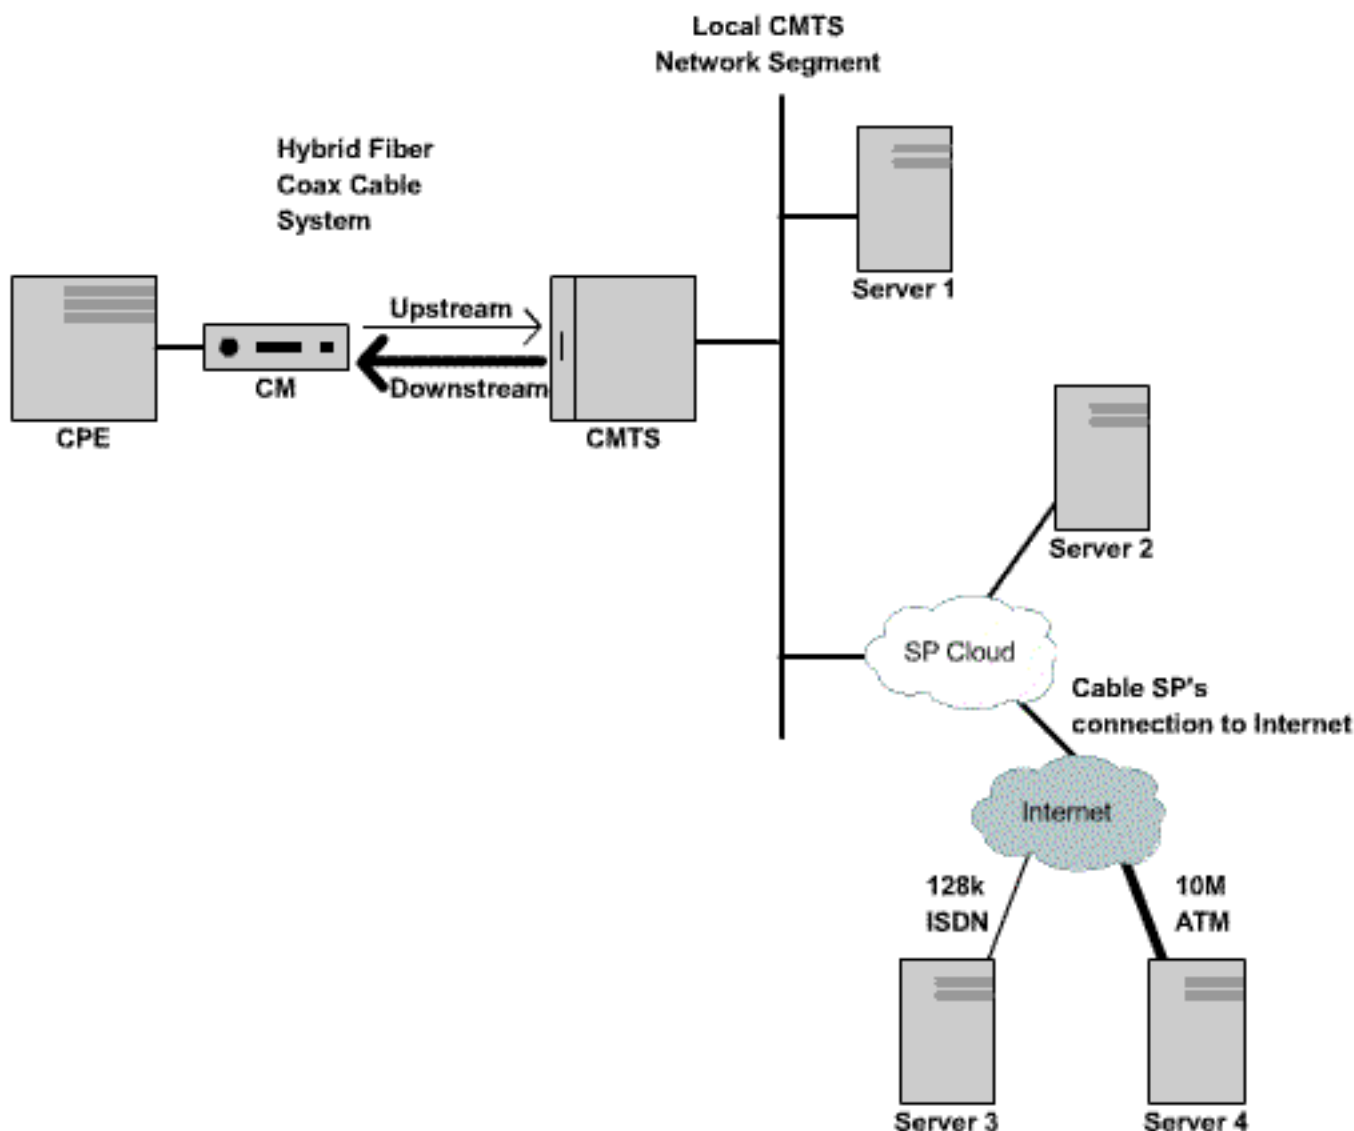 Local CMTS
Network Segment
Hybrid Fiber
Coax Cable
System
Server 1
Upstream
Downstream
CM
CPE
CMTS
Server 2
SP Cloud
Cable SP's
connection to Internet
Internet
128k
ISDN
10M
ATM
Server 3
Server 4